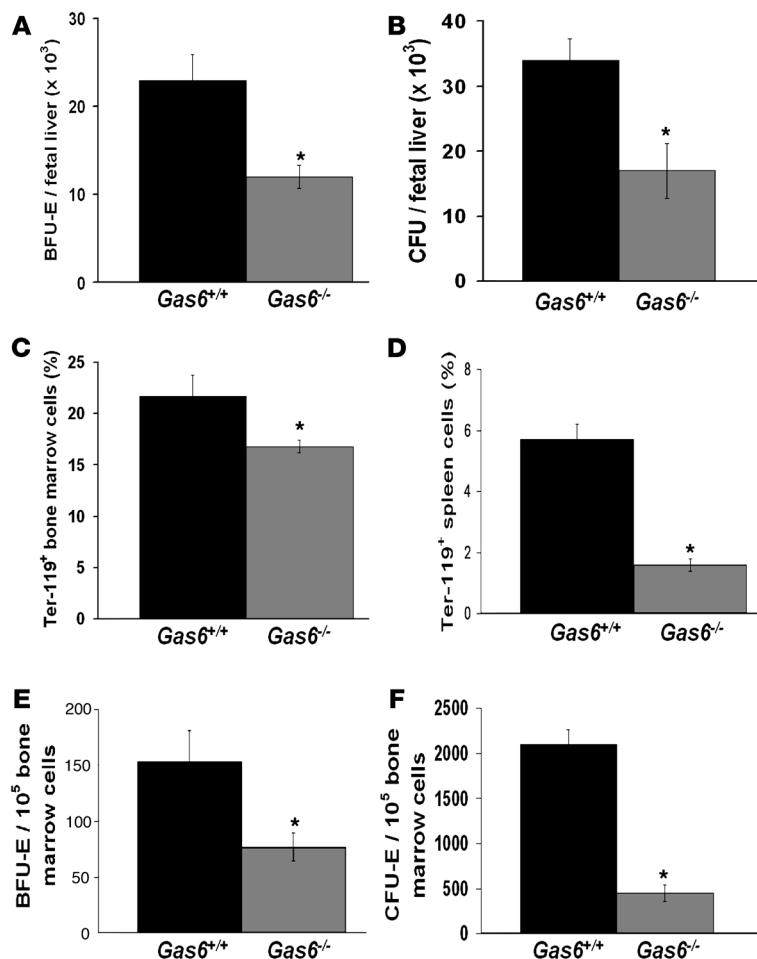 A
BFU-E / fetal liver (x 10³)
30
20
10
0
*
Gas6+/+ Gas6-/-
B
CFU / fetal liver (x 10³)
40
30
20
10
0
*
Gas6+/+ Gas6-/-
C
Ter-119+ bone marrow cells (%)
25
20
15
10
5
0
*
Gas6+/+ Gas6-/-
D
Ter-119+ spleen cells (%)
8
6
4
2
0
*
Gas6+/+ Gas6-/-
E
BFU-E / 10⁵ bone
marrow cells
200
150
100
50
0
*
Gas6+/+ Gas6-/-
F
CFU-E / 10⁵ bone
marrow cells
2500
2000
1500
1000
500
0
*
Gas6+/+ Gas6-/-